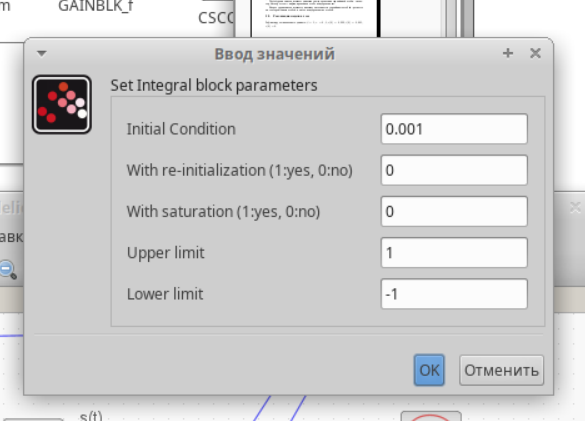 GAINBLK_f
CSCO
Ввод значений
Set Integral block parameters
Initial Condition
0.001
With re-initialization (1:yes, 0:no)
0
With saturation (1:yes, 0:no)
0
Upper limit
1
Lower limit
-1
OK
Отменить
s(t)